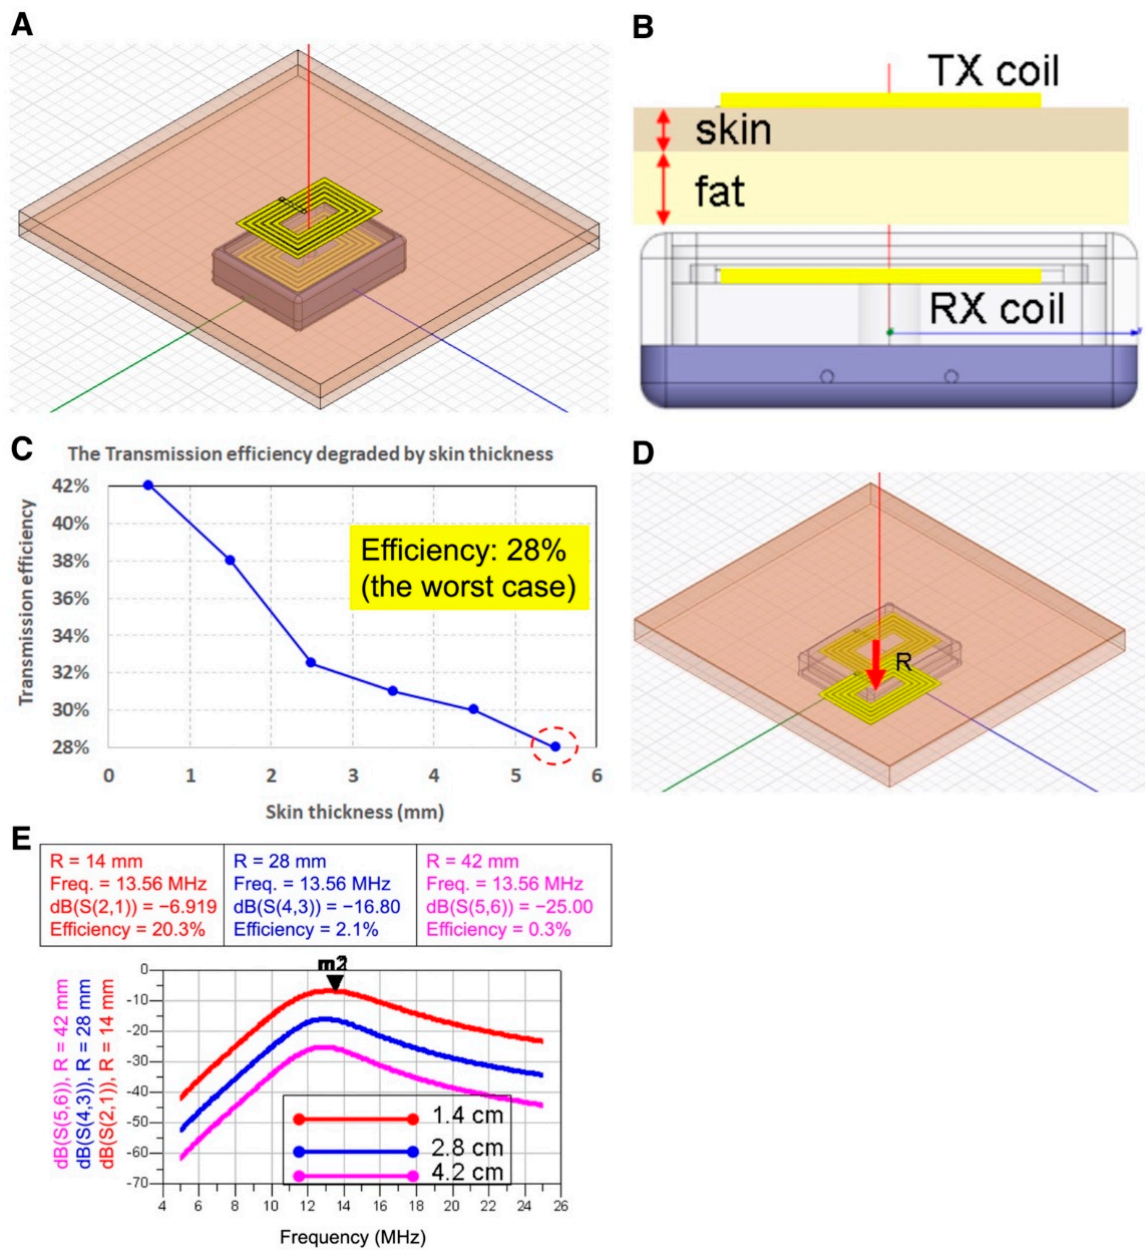 A
B
TX coil
skin
fat
RX coil
C
The Transmission efficiency degraded by skin thickness
Transmission efficiency
42%
40%
38%
36%
34%
32%
30%
28%
Efficiency: 28%
(the worst case)
0 1 2 3 4 5 6
Skin thickness (mm)
D
R
E
R = 14 mm
Freq. = 13.56 MHz
dB(S(2,1)) = −6.919
Efficiency = 20.3%
R = 28 mm
Freq. = 13.56 MHz
dB(S(4,3)) = −16.80
Efficiency = 2.1%
R = 42 mm
Freq. = 13.56 MHz
dB(S(5,6)) = −25.00
Efficiency = 0.3%
dB(S(5,6)), R = 42 mm
dB(S(4,3)), R = 28 mm
dB(S(2,1)), R = 14 mm
0
-10
-20
-30
-40
-50
-60
-70
1.4 cm
2.8 cm
4.2 cm
4 6 8 10 12 14 16 18 20 22 24 26
Frequency (MHz)